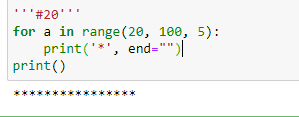 '''#20'''
for a in range(20, 100, 5):
    print('*', end="")
print()
****************